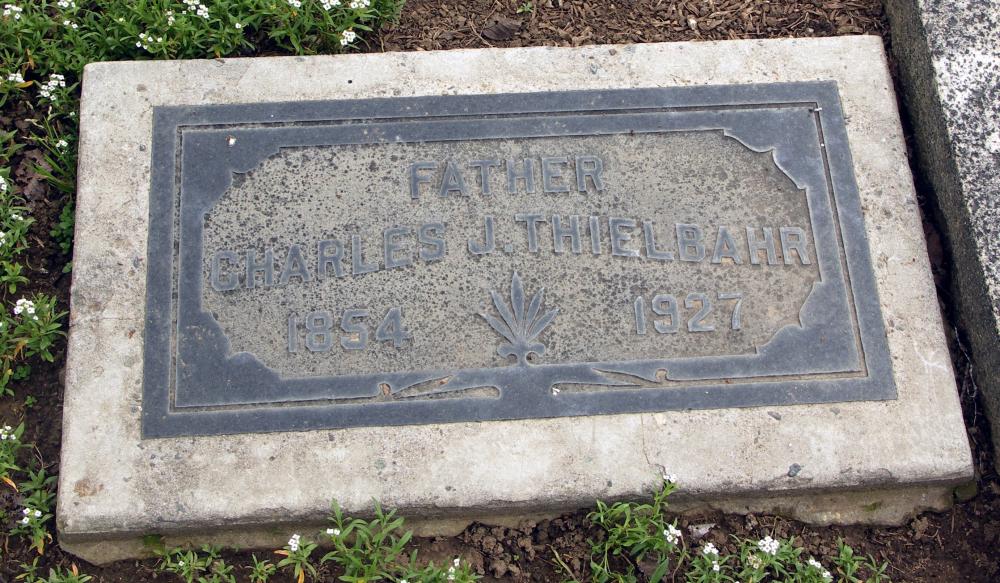 FATHER
CHARLES J. THIELBAHR
1854 1927